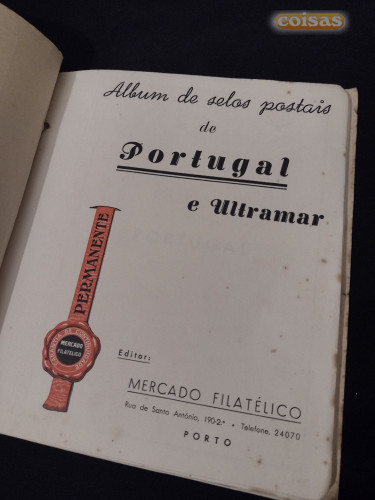 coisas
Album de selos postais
de
Portugal
e Ultramar
PERMANENTE
MERCADO
FILATÉLICO
Editor:
MERCADO FILATÉLICO
Rua de Santo António, 190-2.º • Telefone, 24070
PORTO